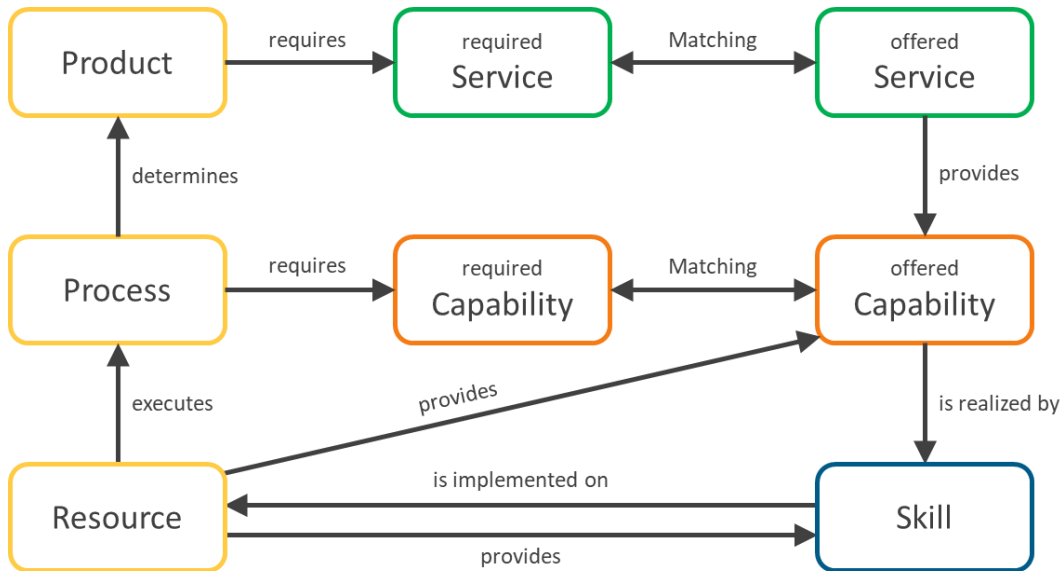 requires
Matching
Product
required
Service
offered
Service
determines
provides
requires
Matching
Process
required
Capability
offered
Capability
executes
provides
is realized by
is implemented on
Resource
Skill
provides